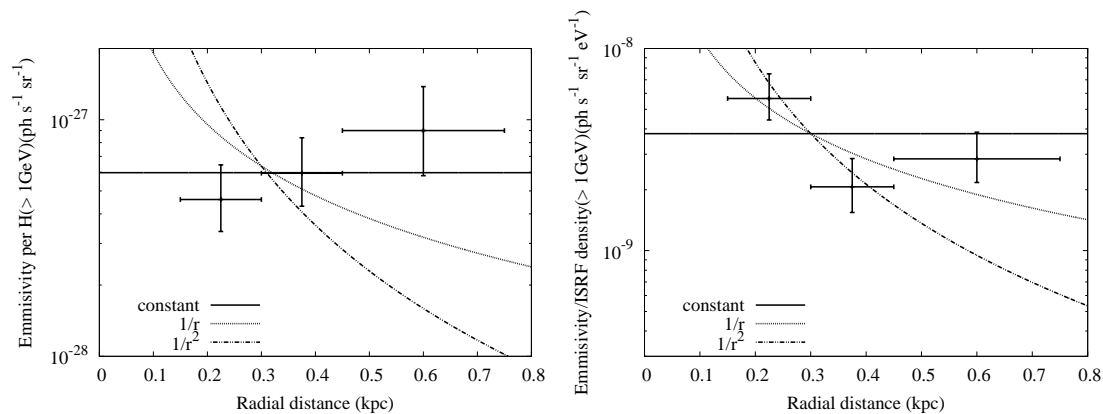 Emmisivity per H(> 1GeV)(ph s⁻¹ sr⁻¹)
10⁻²⁷
10⁻²⁸
constant
1/r
1/r²
0 0.1 0.2 0.3 0.4 0.5 0.6 0.7 0.8
Radial distance (kpc)
Emmisivity/ISRF density(> 1GeV)(ph s⁻¹ sr⁻¹ eV⁻¹)
10⁻⁸
10⁻⁹
constant
1/r
1/r²
0 0.1 0.2 0.3 0.4 0.5 0.6 0.7 0.8
Radial distance (kpc)